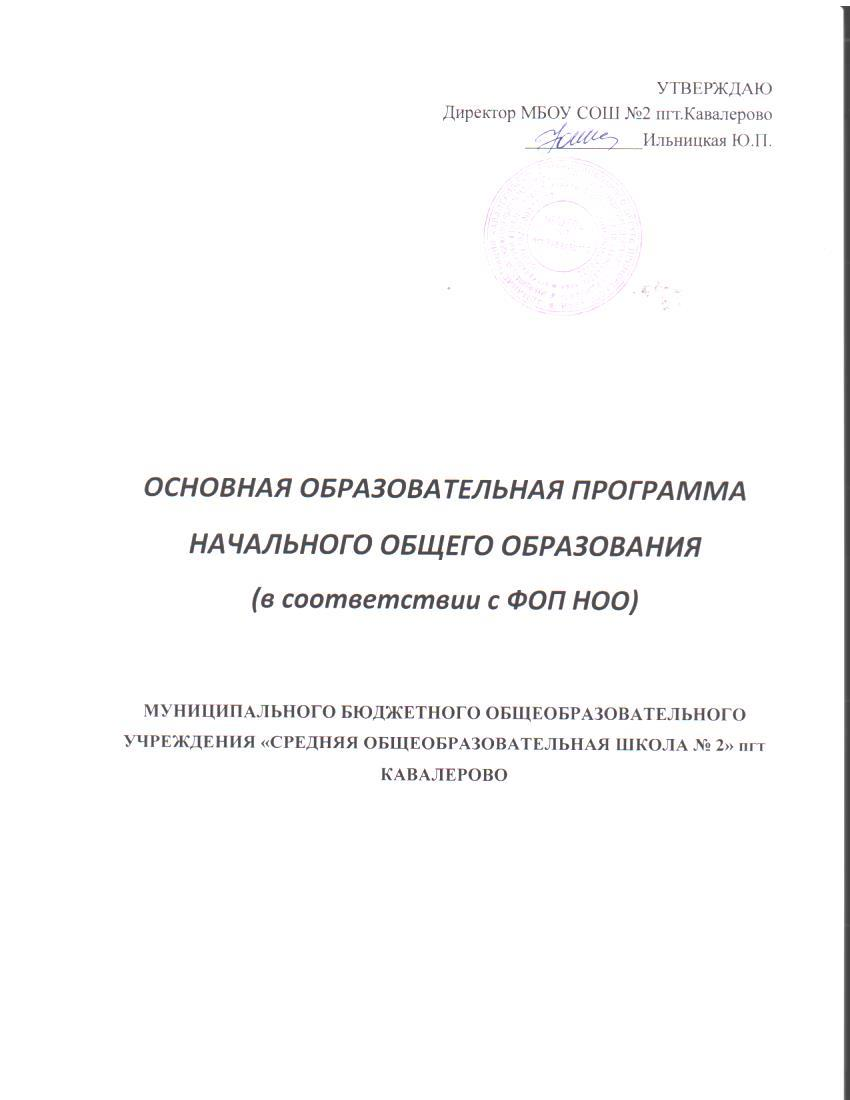 УТВЕРЖДАЮ
Директор МБОУ СОШ №2 пгт.Кавалерово
Ильницкая Ю.П.
ОСНОВНАЯ ОБРАЗОВАТЕЛЬНАЯ ПРОГРАММА
НАЧАЛЬНОГО ОБЩЕГО ОБРАЗОВАНИЯ
(в соответствии с ФОП НОО)
МУНИЦИПАЛЬНОГО БЮДЖЕТНОГО ОБЩЕОБРАЗОВАТЕЛЬНОГО
УЧРЕЖДЕНИЯ «СРЕДНЯЯ ОБЩЕОБРАЗОВАТЕЛЬНАЯ ШКОЛА № 2» пгт
КАВАЛЕРОВО